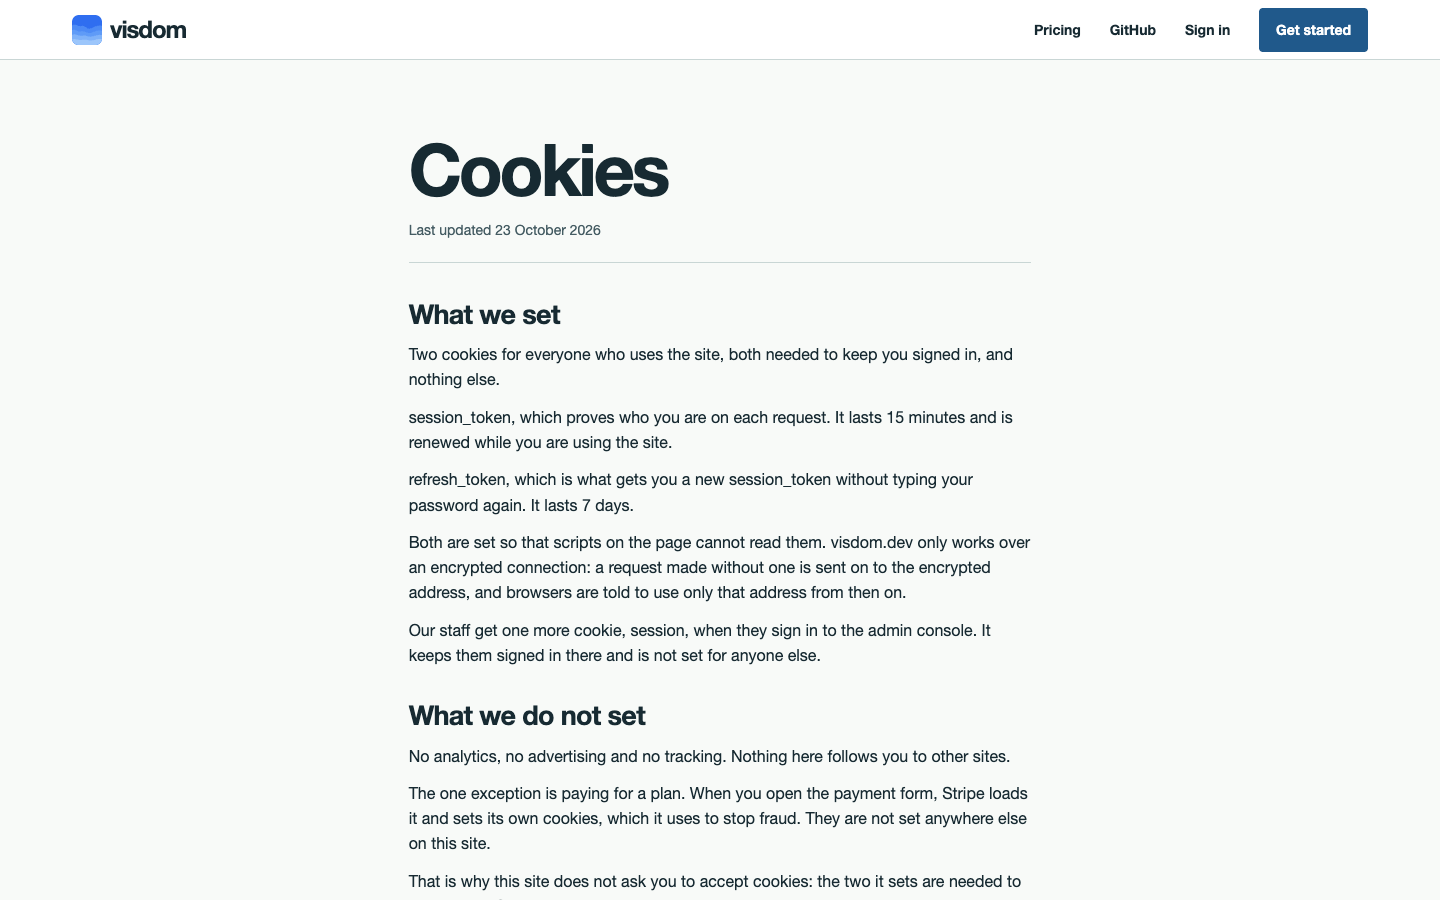 visdom
Pricing
GitHub
Sign in
Get started
Cookies
Last updated 23 October 2026
What we set
Two cookies for everyone who uses the site, both needed to keep you signed in, and
nothing else.
session_token, which proves who you are on each request. It lasts 15 minutes and is
renewed while you are using the site.
refresh_token, which is what gets you a new session_token without typing your
password again. It lasts 7 days.
Both are set so that scripts on the page cannot read them. visdom.dev only works over
an encrypted connection: a request made without one is sent on to the encrypted
address, and browsers are told to use only that address from then on.
Our staff get one more cookie, session, when they sign in to the admin console. It
keeps them signed in there and is not set for anyone else.
What we do not set
No analytics, no advertising and no tracking. Nothing here follows you to other sites.
The one exception is paying for a plan. When you open the payment form, Stripe loads
it and sets its own cookies, which it uses to stop fraud. They are not set anywhere else
on this site.
That is why this site does not ask you to accept cookies: the two it sets are needed to